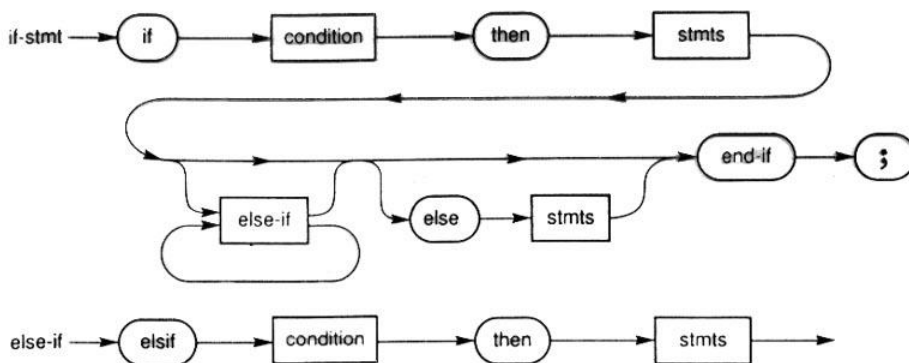 if-stmt if condition then stmts
else-if else stmts end-if ;
else-if elsif condition then stmts